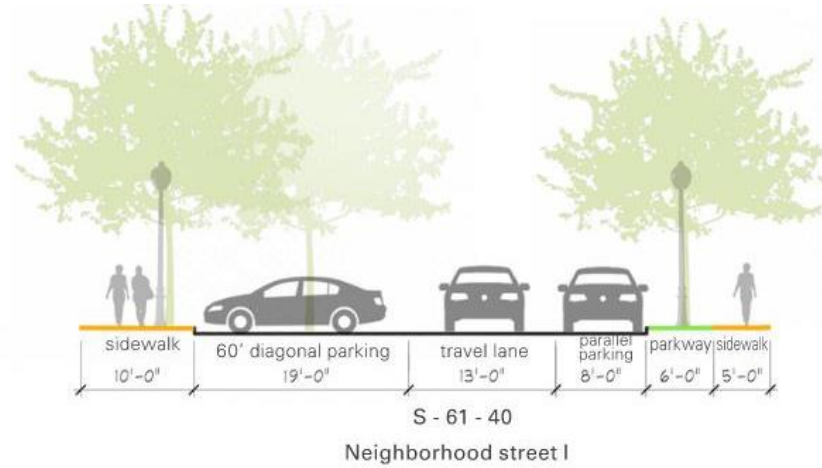 sidewalk 60' diagonal parking travel lane parallel parking parkway sidewalk
10'-0" 19'-0" 13'-0" 8'-0" 6'-0" 5'-0"
S - 61 - 40
Neighborhood street I